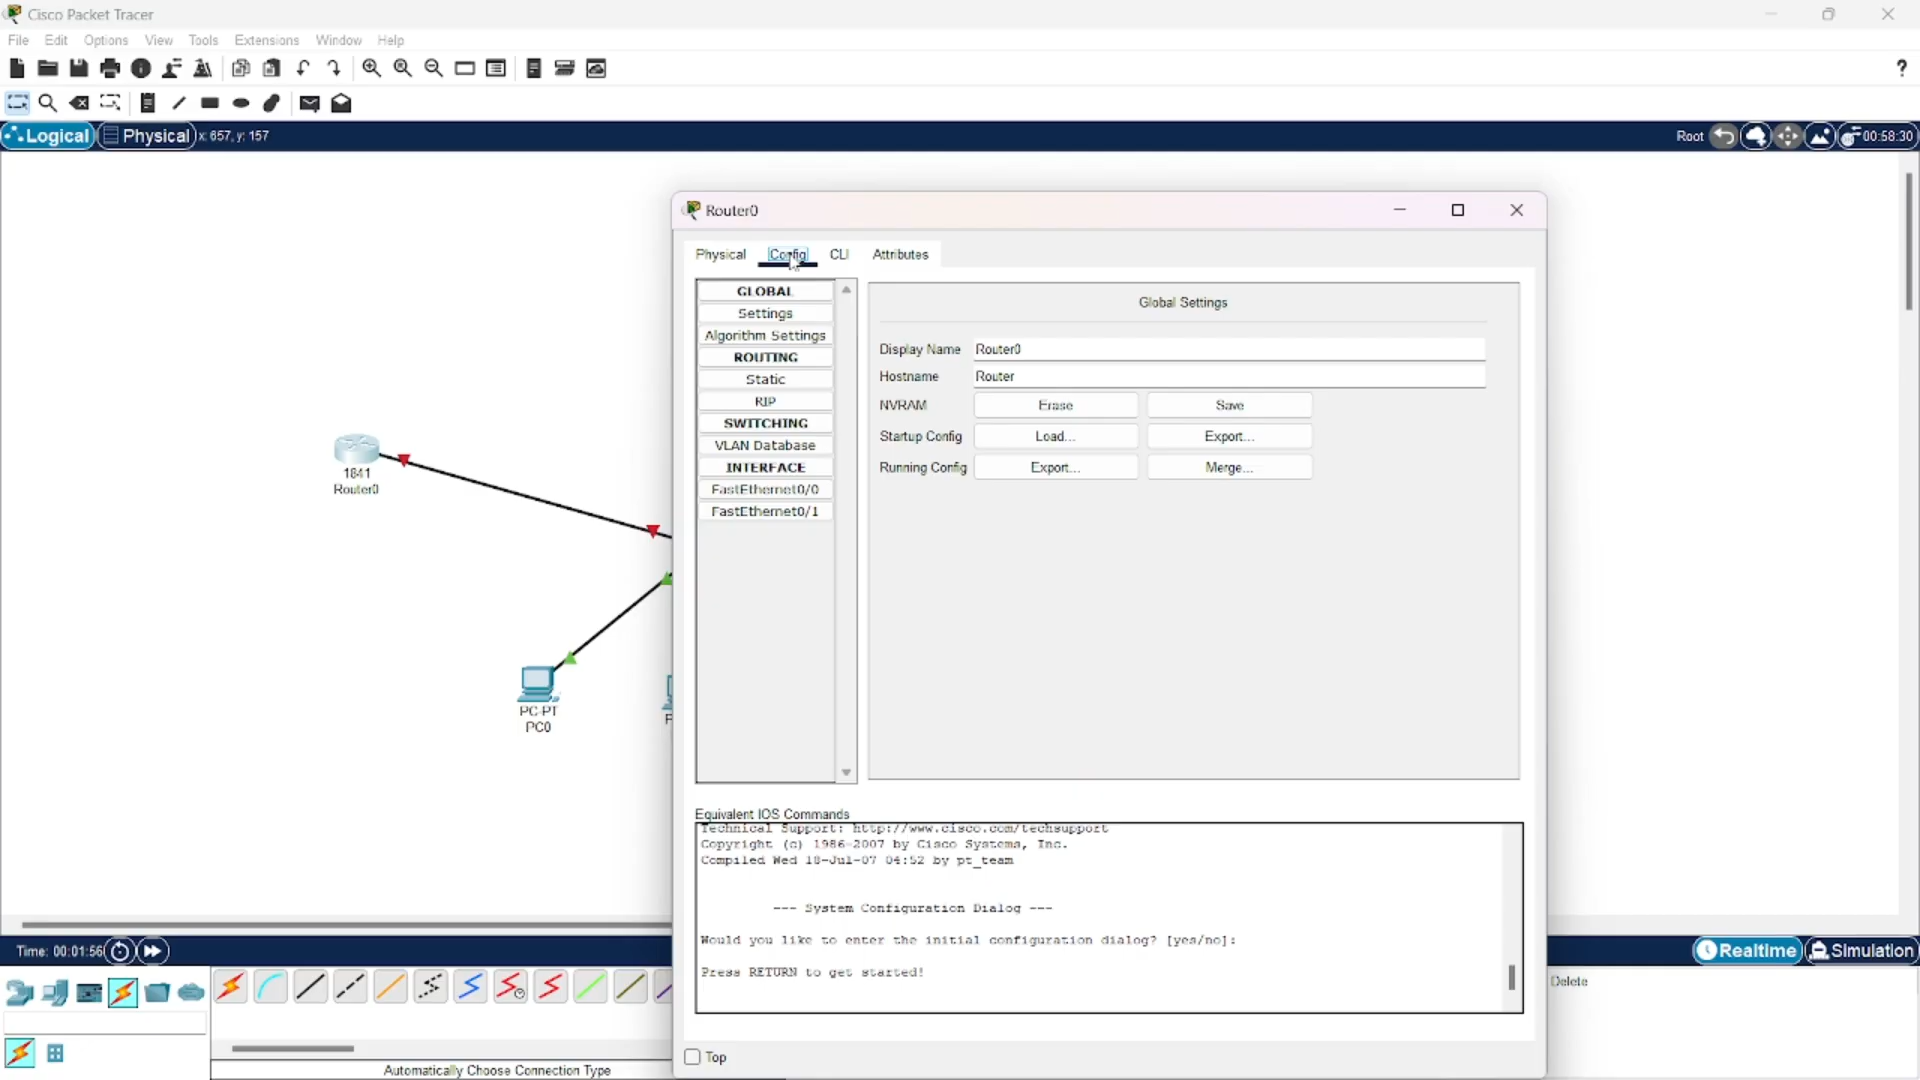 Cisco Packet Tracer
File Edit Options View Tools Extensions Window Help
?
Logical Physical x: 657, y: 157 Root 00:58:30
Router0
Physical Config CLI Attributes
GLOBAL
Settings
Algorithm Settings
ROUTING
Static
RIP
SWITCHING
VLAN Database
INTERFACE
FastEthernet0/0
FastEthernet0/1
Global Settings
Display Name Router0
Hostname Router
NVRAM Erase Save
Startup Config Load... Export...
Running Config Export... Merge...
1841
Router0
PC-PT
PC0
Equivalent IOS Commands
Technical Support: http://www.cisco.com/techsupport
Copyright (c) 1986-2007 by Cisco Systems, Inc.
Compiled Wed 18-Jul-07 04:52 by pt_team
--- System Configuration Dialog ---
Would you like to enter the initial configuration dialog? [yes/no]:
Press RETURN to get started!
Top
Time: 00:01:56 Realtime Simulation
Delete
Automatically Choose Connection Type